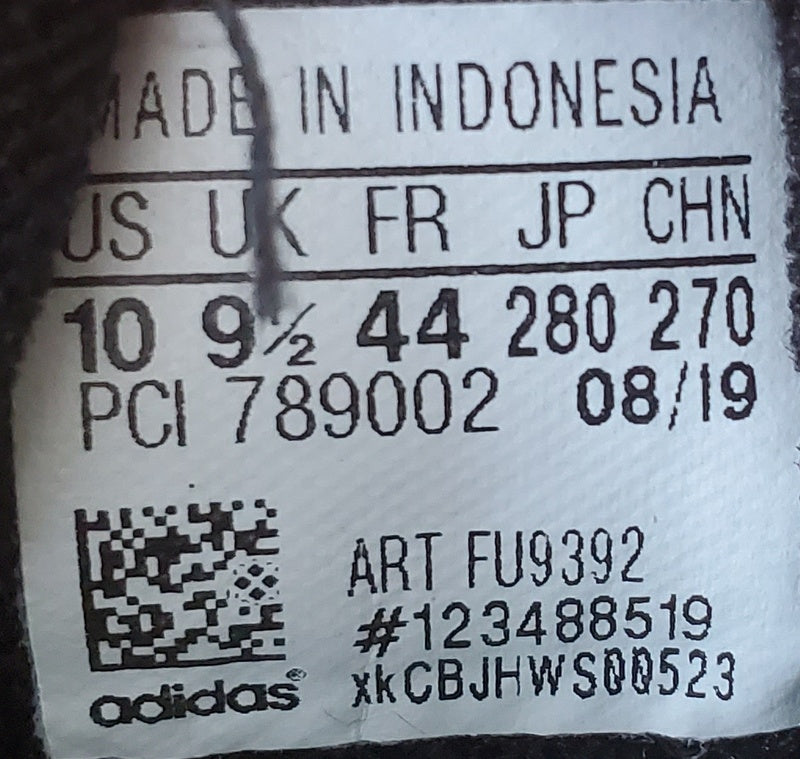 MADE IN INDONESIA
US UK FR JP CHN
10 9½ 44 280 270
PCI 789002 08/19
ART FU9392
#123488519
adidas® xkCBJHWS00523